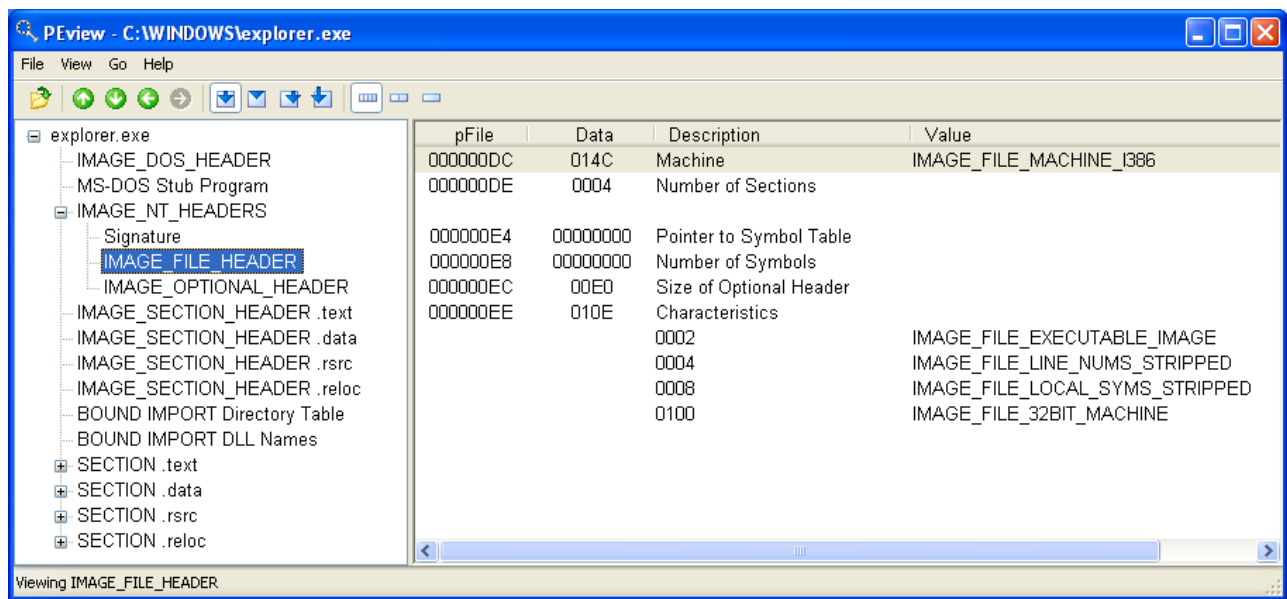 PEview - C:\WINDOWS\explorer.exe
File View Go Help
explorer.exe
IMAGE_DOS_HEADER
MS-DOS Stub Program
IMAGE_NT_HEADERS
Signature
IMAGE_FILE_HEADER
IMAGE_OPTIONAL_HEADER
IMAGE_SECTION_HEADER .text
IMAGE_SECTION_HEADER .data
IMAGE_SECTION_HEADER .rsrc
IMAGE_SECTION_HEADER .reloc
BOUND IMPORT Directory Table
BOUND IMPORT DLL Names
SECTION .text
SECTION .data
SECTION .rsrc
SECTION .reloc
pFile Data Description Value
000000DC 014C Machine IMAGE_FILE_MACHINE_I386
000000DE 0004 Number of Sections
000000E4 00000000 Pointer to Symbol Table
000000E8 00000000 Number of Symbols
000000EC 00E0 Size of Optional Header
000000EE 010E Characteristics
0002 IMAGE_FILE_EXECUTABLE_IMAGE
0004 IMAGE_FILE_LINE_NUMS_STRIPPED
0008 IMAGE_FILE_LOCAL_SYMS_STRIPPED
0100 IMAGE_FILE_32BIT_MACHINE
Viewing IMAGE_FILE_HEADER